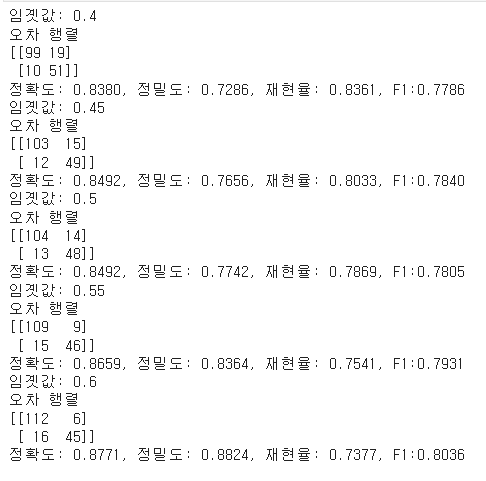 임곗값: 0.4
오차 행렬
[[99 19]
 [10 51]]
정확도: 0.8380, 정밀도: 0.7286, 재현율: 0.8361, F1:0.7786
임곗값: 0.45
오차 행렬
[[103  15]
 [ 12  49]]
정확도: 0.8492, 정밀도: 0.7656, 재현율: 0.8033, F1:0.7840
임곗값: 0.5
오차 행렬
[[104  14]
 [ 13  48]]
정확도: 0.8492, 정밀도: 0.7742, 재현율: 0.7869, F1:0.7805
임곗값: 0.55
오차 행렬
[[109   9]
 [ 15  46]]
정확도: 0.8659, 정밀도: 0.8364, 재현율: 0.7541, F1:0.7931
임곗값: 0.6
오차 행렬
[[112   6]
 [ 16  45]]
정확도: 0.8771, 정밀도: 0.8824, 재현율: 0.7377, F1:0.8036